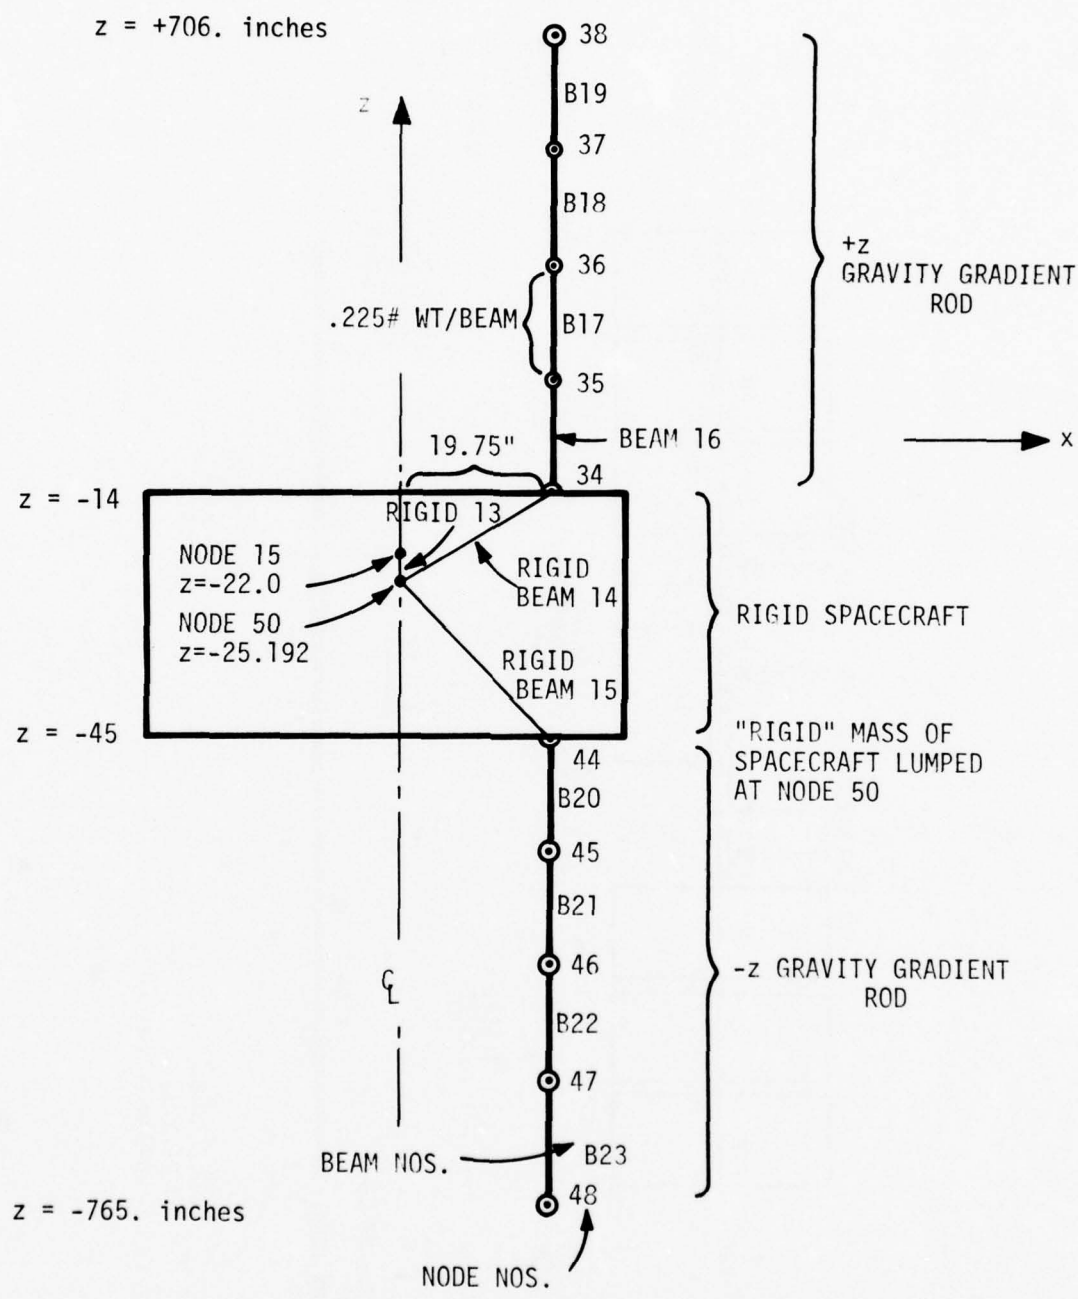 z = +706. inches
38
B19
z
37
B18
36
+z
GRAVITY GRADIENT
ROD
.225# WT/BEAM
B17
35
19.75"
BEAM 16
x
34
z = -14
RIGID 13
NODE 15
z=-22.0
RIGID
BEAM 14
NODE 50
z=-25.192
RIGID SPACECRAFT
RIGID
BEAM 15
z = -45
"RIGID" MASS OF
SPACECRAFT LUMPED
AT NODE 50
44
B20
45
B21
46
-z GRAVITY GRADIENT
ROD
CL
B22
47
BEAM NOS.
B23
48
z = -765. inches
NODE NOS.